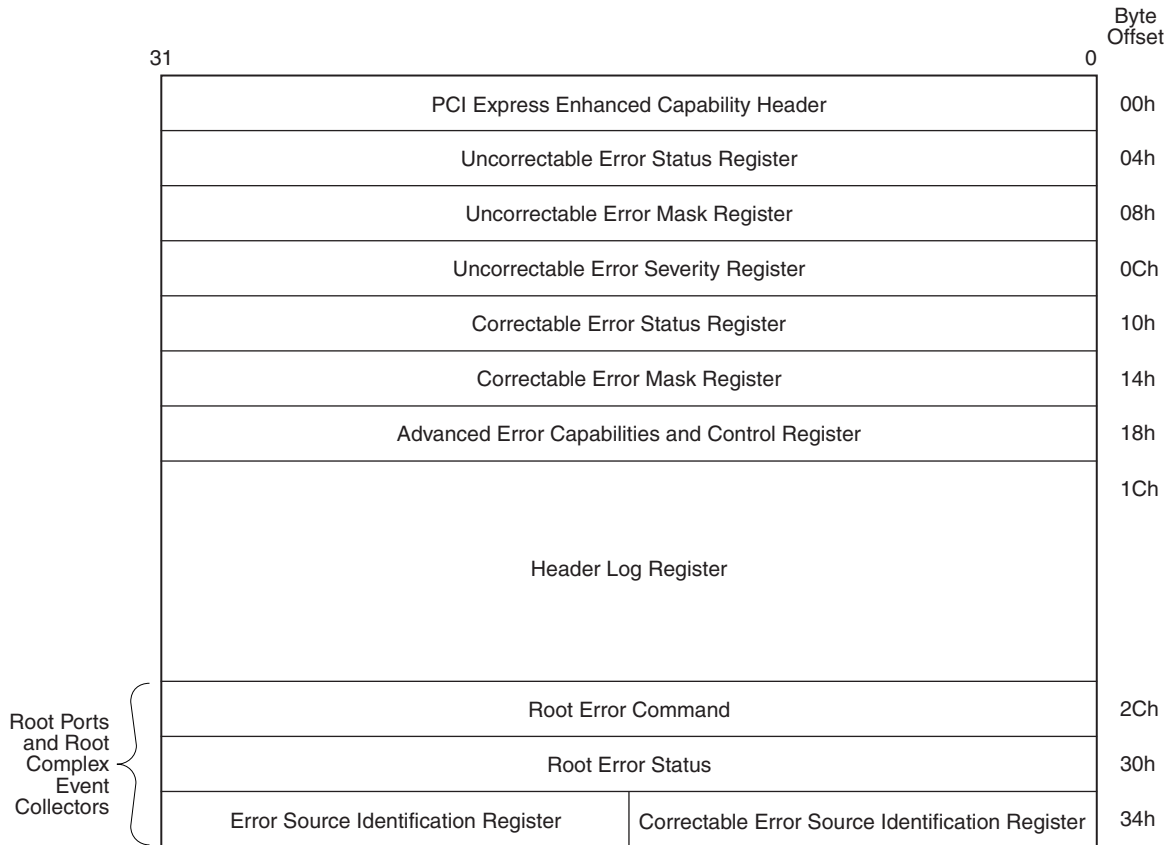 Byte
Offset
31 0
PCI Express Enhanced Capability Header 00h
Uncorrectable Error Status Register 04h
Uncorrectable Error Mask Register 08h
Uncorrectable Error Severity Register 0Ch
Correctable Error Status Register 10h
Correctable Error Mask Register 14h
Advanced Error Capabilities and Control Register 18h
1Ch
Header Log Register
Root Error Command 2Ch
Root Ports
and Root
Complex
Event
Collectors
Root Error Status 30h
Error Source Identification Register Correctable Error Source Identification Register 34h